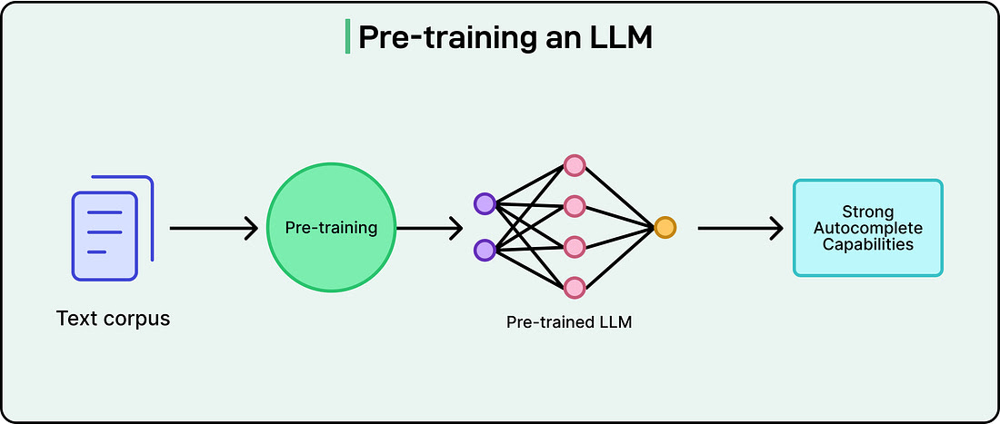 Pre-training an LLM
Text corpus
Pre-training
Pre-trained LLM
Strong
Autocomplete
Capabilities